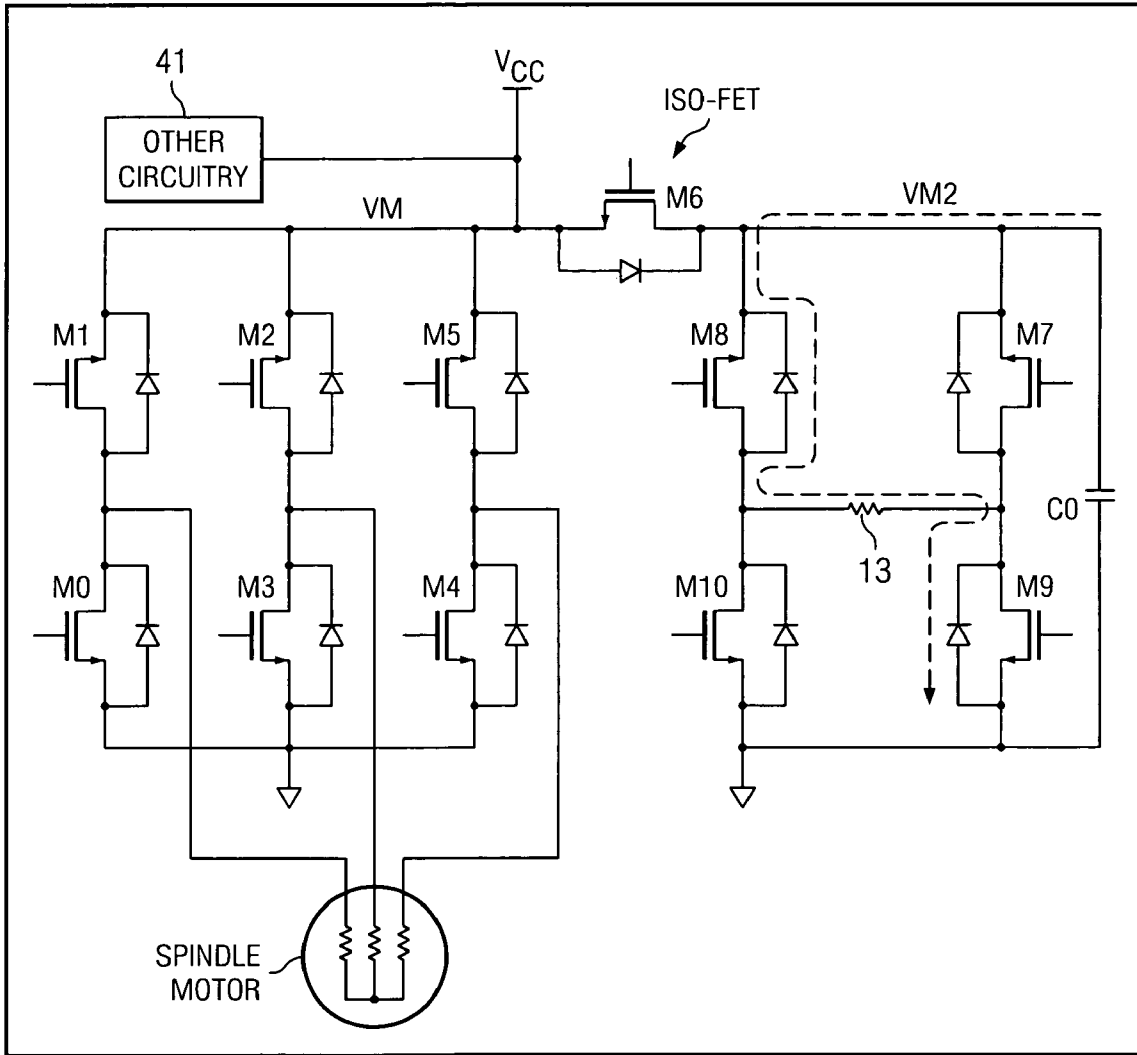 41
V_CC
ISO-FET
OTHER
CIRCUITRY
VM
M6
VM2
M1
M2
M5
M8
M7
C0
13
M0
M3
M4
M10
M9
SPINDLE
MOTOR